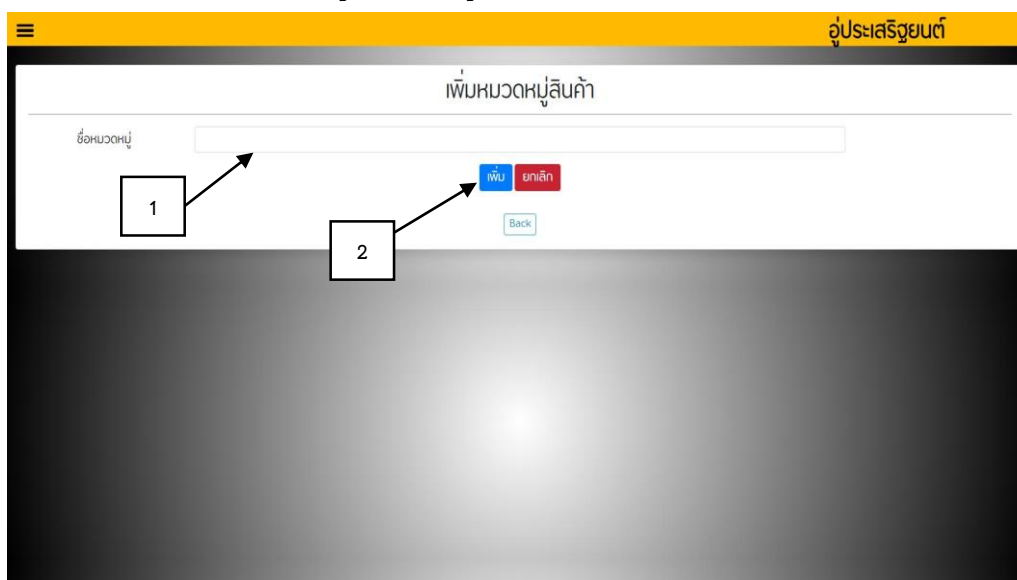 อู่ประเสริฐยนต์
เพิ่มหมวดหมู่สินค้า
ชื่อหมวดหมู่
เพิ่ม ยกเลิก
1
Back
2